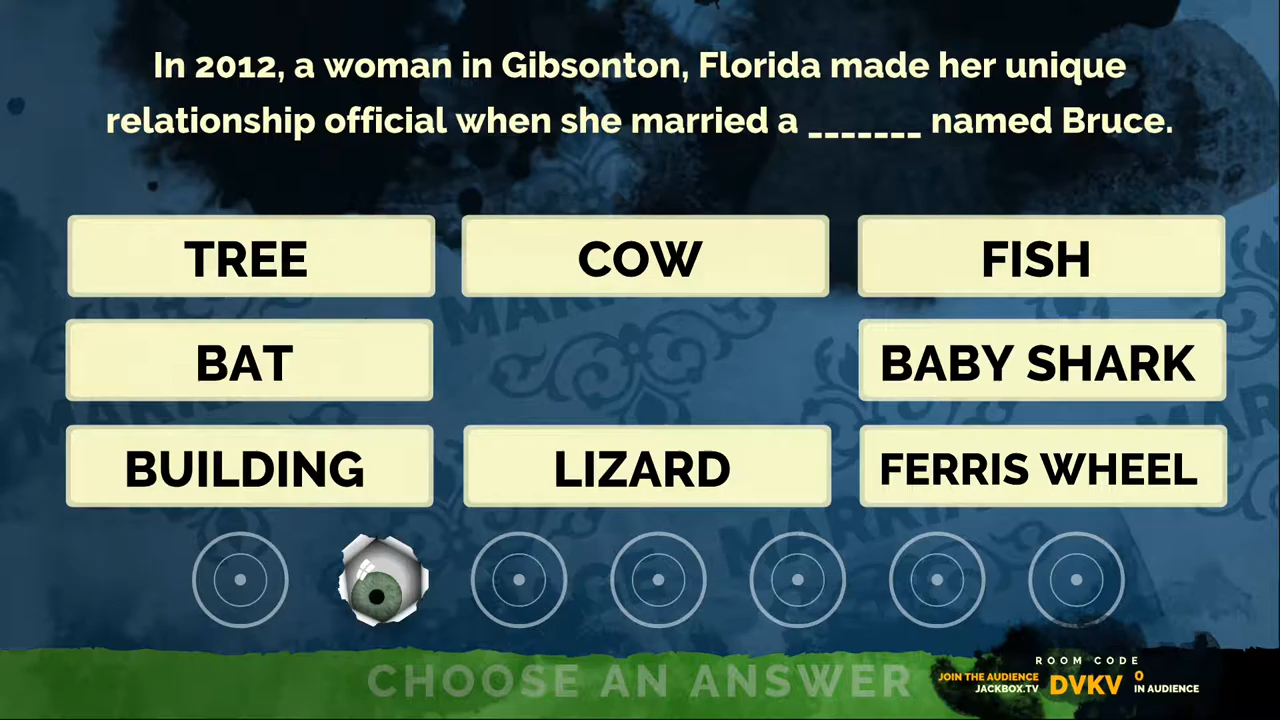 In 2012, a woman in Gibsonton, Florida made her unique
relationship official when she married a _______ named Bruce.
TREE
COW
FISH
BAT
BABY SHARK
BUILDING
LIZARD
FERRIS WHEEL
CHOOSE AN ANSWER
ROOM CODE
JOIN THE AUDIENCE
JACKBOX.TV
DVKV
0
IN AUDIENCE